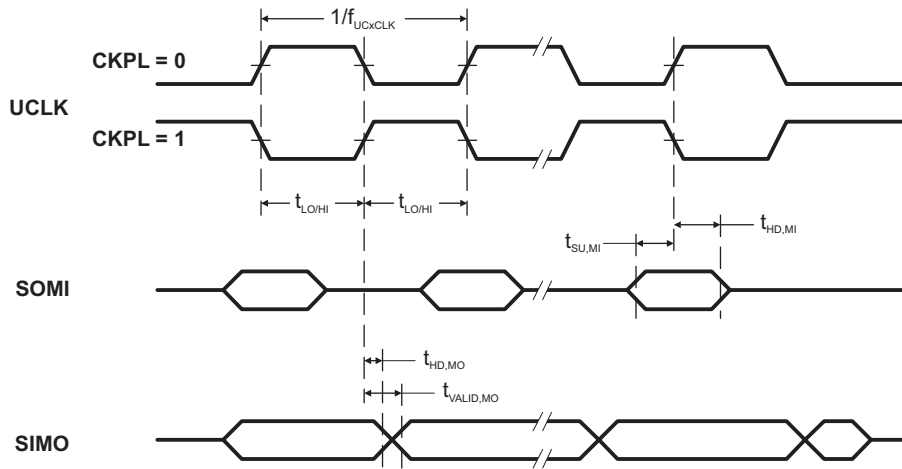 1/fUCxCLK
CKPL = 0
UCLK
CKPL = 1
tLO/HI
tLO/HI
tSU,MI
tHD,MI
SOMI
tHD,MO
tVALID,MO
SIMO